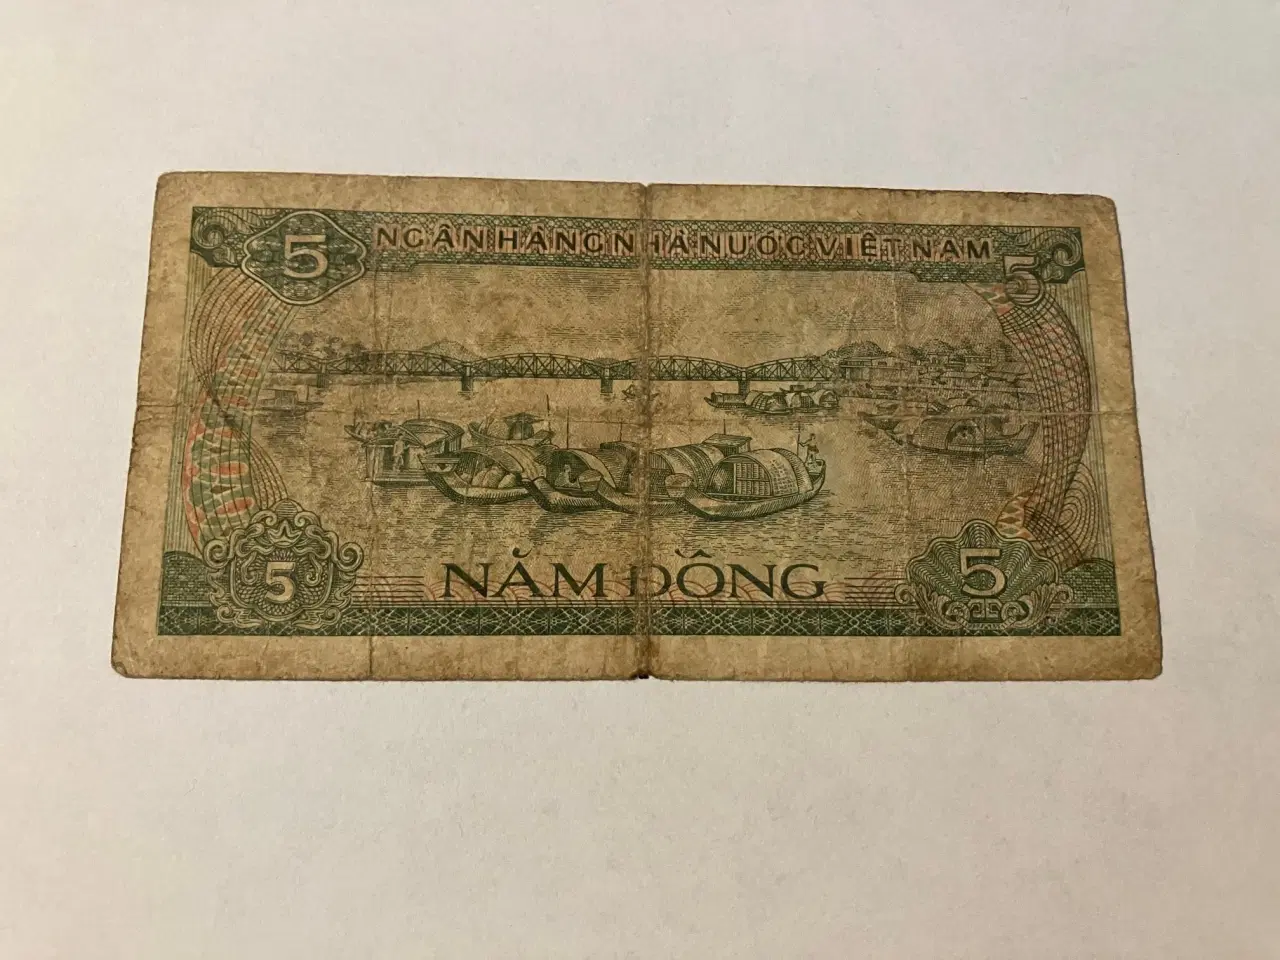 5 NGÂN HÀNG NHÀ NƯỚC VIỆT NAM 5
5 NĂM ĐỒNG 5